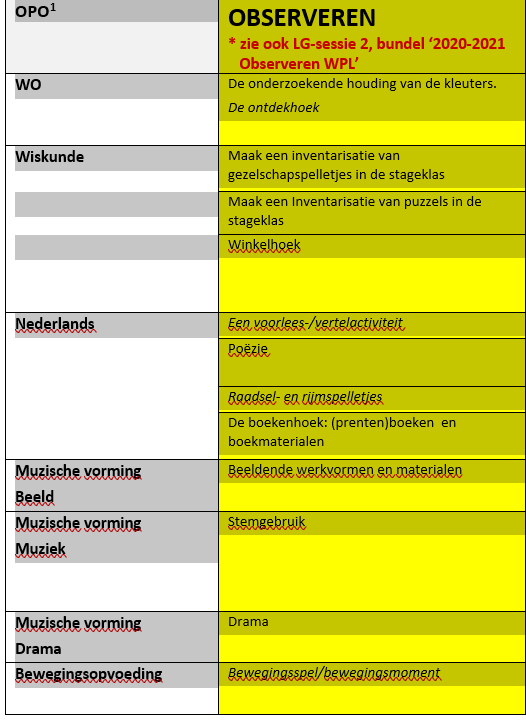 OPO¹
OBSERVEREN
* zie ook LG-sessie 2, bundel ‘2020-2021
Observeren WPL’
WO
De onderzoekende houding van de kleuters.
De ontdekhoek
Wiskunde
Maak een inventarisatie van
gezelschapspelletjes in de stageklas
Maak een Inventarisatie van puzzels in de
stageklas
Winkelhoek
Nederlands
Een voorlees-/vertelactiviteit
Poëzie
Raadsel- en rijmspelletjes
De boekenhoek: (prenten)boeken en
boekmaterialen
Muzische vorming
Beeld
Beeldende werkvormen en materialen
Muzische vorming
Muziek
Stemgebruik
Muzische vorming
Drama
Drama
Bewegingsopvoeding
Bewegingsspel/bewegingsmoment